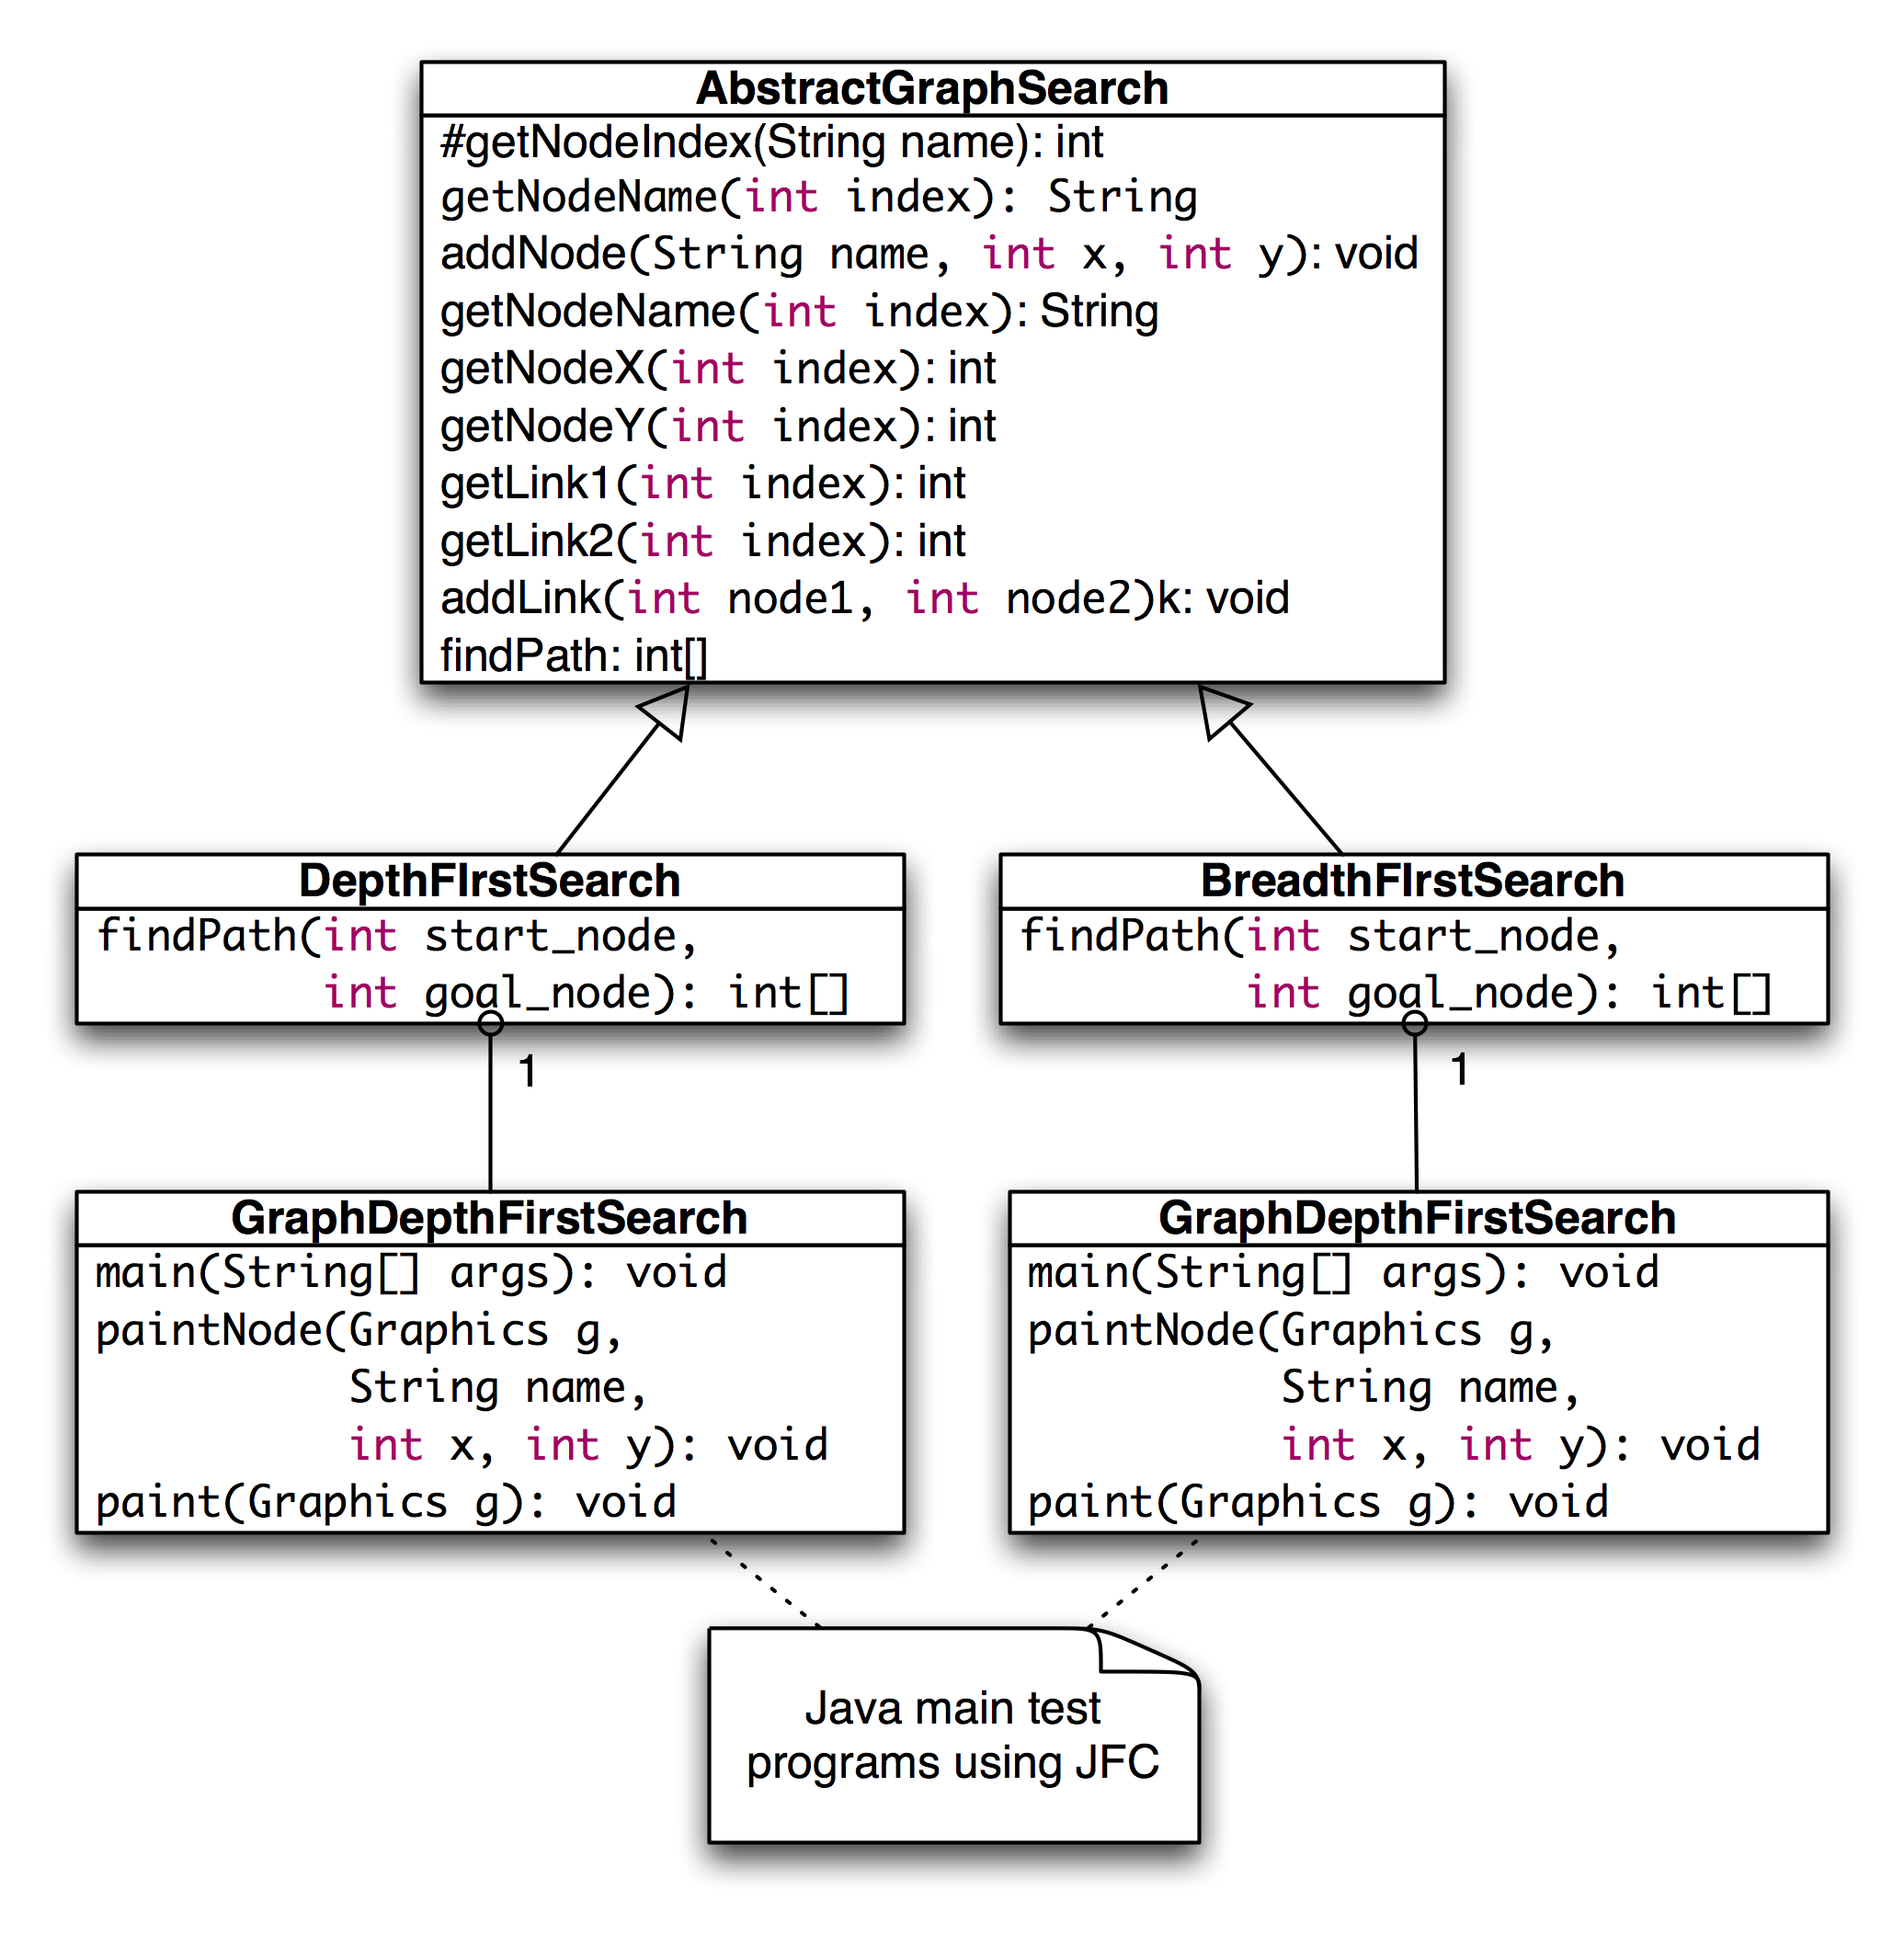 AbstractGraphSearch
#getNodeIndex(String name): int
getNodeName(int index): String
addNode(String name, int x, int y): void
getNodeName(int index): String
getNodeX(int index): int
getNodeY(int index): int
getLink1(int index): int
getLink2(int index): int
addLink(int node1, int node2)k: void
findPath: int[]
DepthFIrstSearch
findPath(int start_node,
int goal_node): int[]
1
BreadthFIrstSearch
findPath(int start_node,
int goal_node): int[]
1
GraphDepthFirstSearch
main(String[] args): void
paintNode(Graphics g,
String name,
int x, int y): void
paint(Graphics g): void
GraphDepthFirstSearch
main(String[] args): void
paintNode(Graphics g,
String name,
int x, int y): void
paint(Graphics g): void
Java main test
programs using JFC